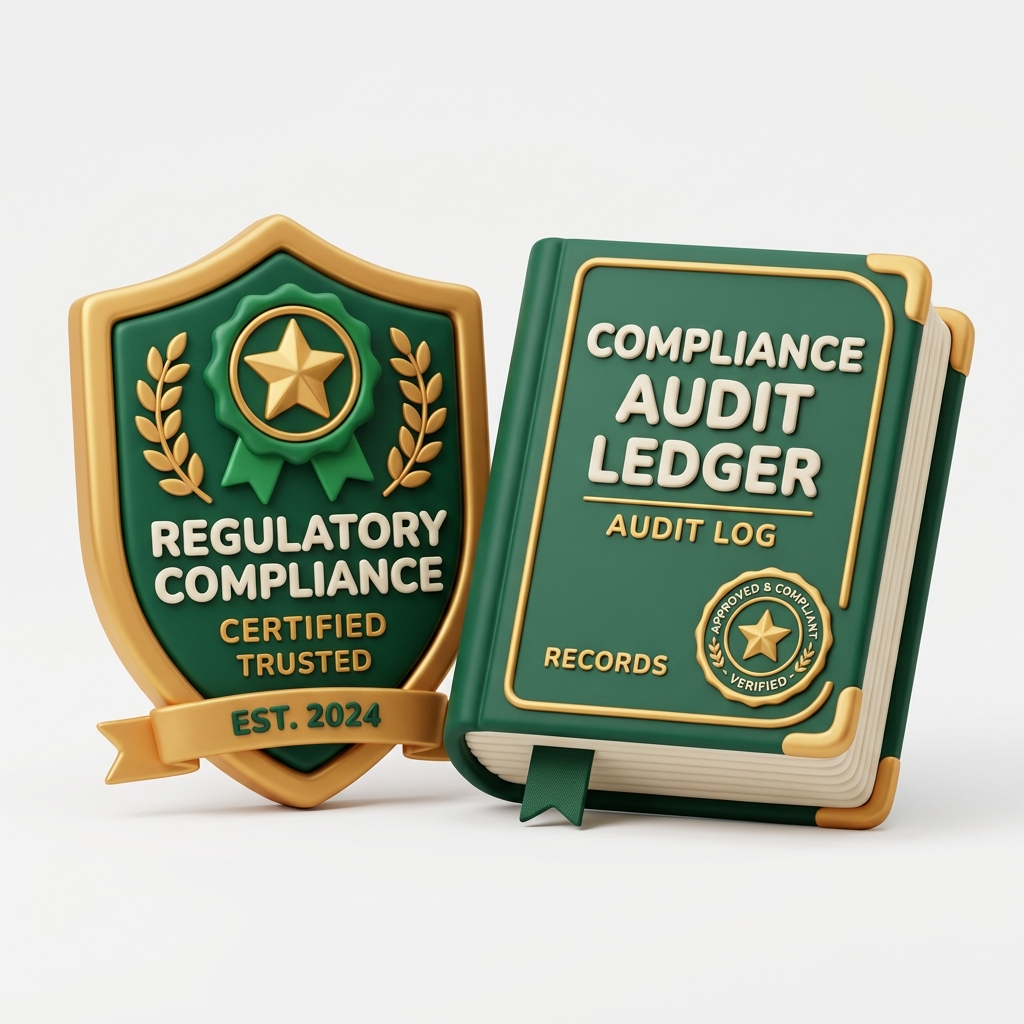 REGULATORY
COMPLIANCE
CERTIFIED
TRUSTED
EST. 2024
COMPLIANCE
AUDIT
LEDGER
AUDIT LOG
RECORDS
APPROVED & COMPLIANT
VERIFIED